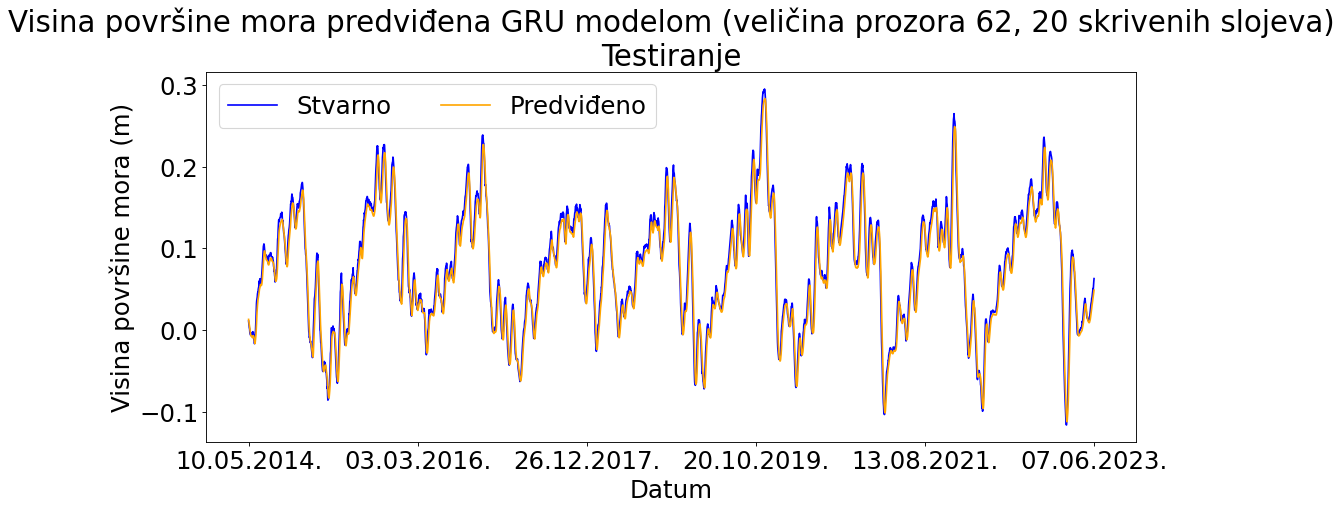 Visina površine mora predviđena GRU modelom (veličina prozora 62, 20 skrivenih slojeva)
Testiranje
Stvarno
Predviđeno
Visina površine mora (m)
0.3
0.2
0.1
0.0
−0.1
10.05.2014.
03.03.2016.
26.12.2017.
20.10.2019.
13.08.2021.
07.06.2023.
Datum